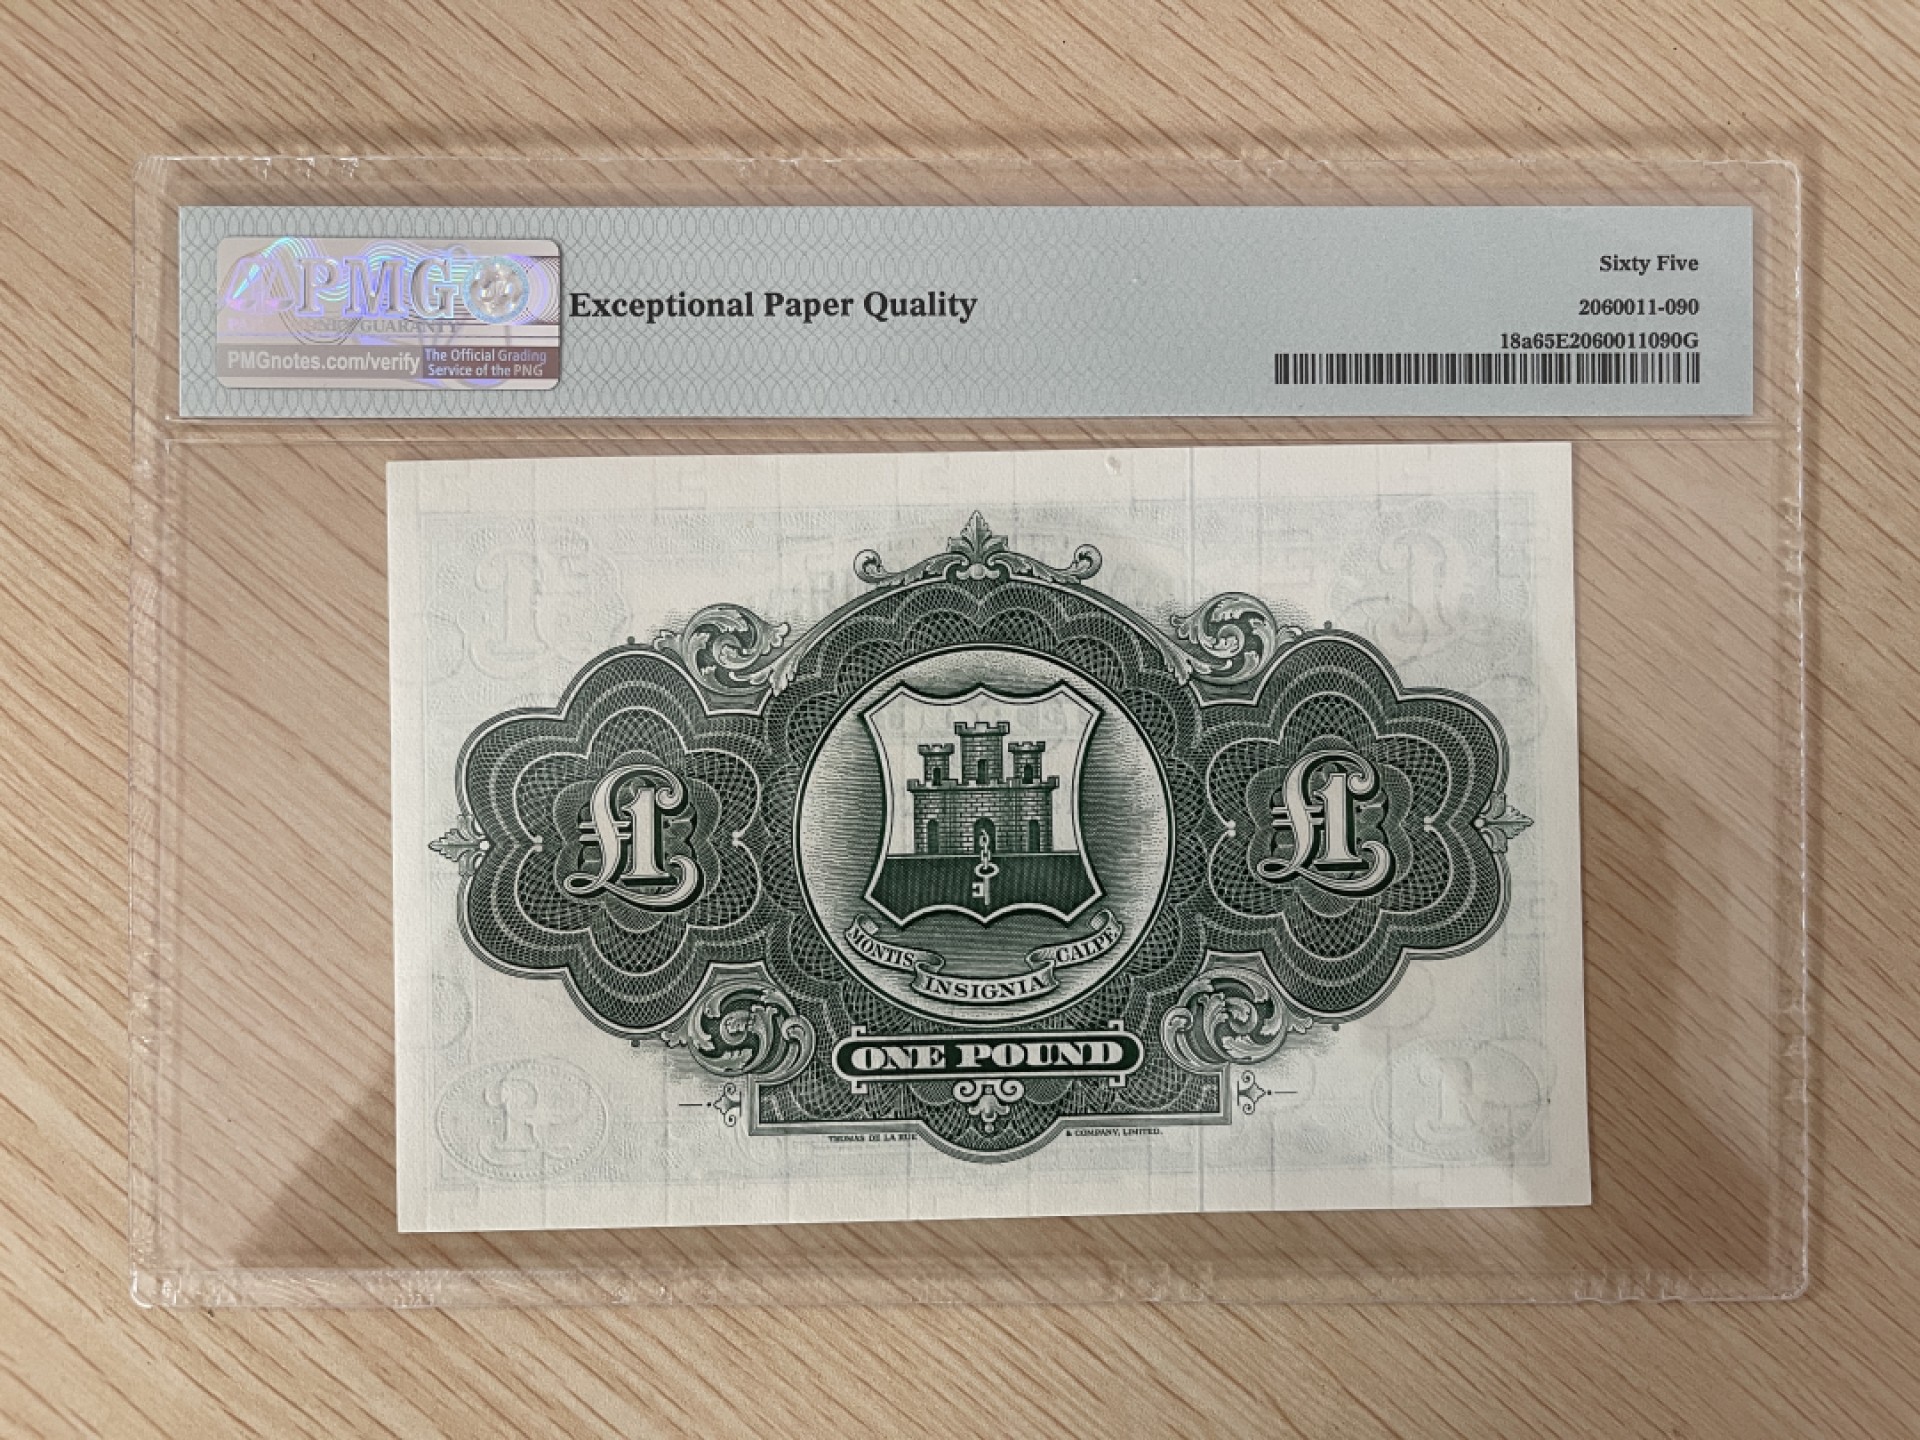 PMG
GUARANTY
PMGnotes.com/verify
The Official Grading
Service of the PNG
Exceptional Paper Quality
Sixty Five
2060011-090
18a65E2060011090G
£1
£1
MONTIS INSIGNIA CALPE
ONE POUND
THOMAS DE LA RUE & COMPANY, LIMITED.